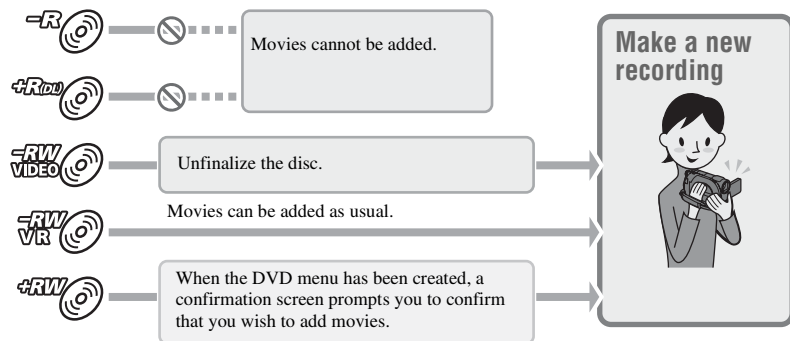 -R
Movies cannot be added.
+R(DL)
-RW
VIDEO
Unfinalize the disc.
Movies can be added as usual.
-RW
VR
+RW
When the DVD menu has been created, a
confirmation screen prompts you to confirm
that you wish to add movies.
Make a new
recording